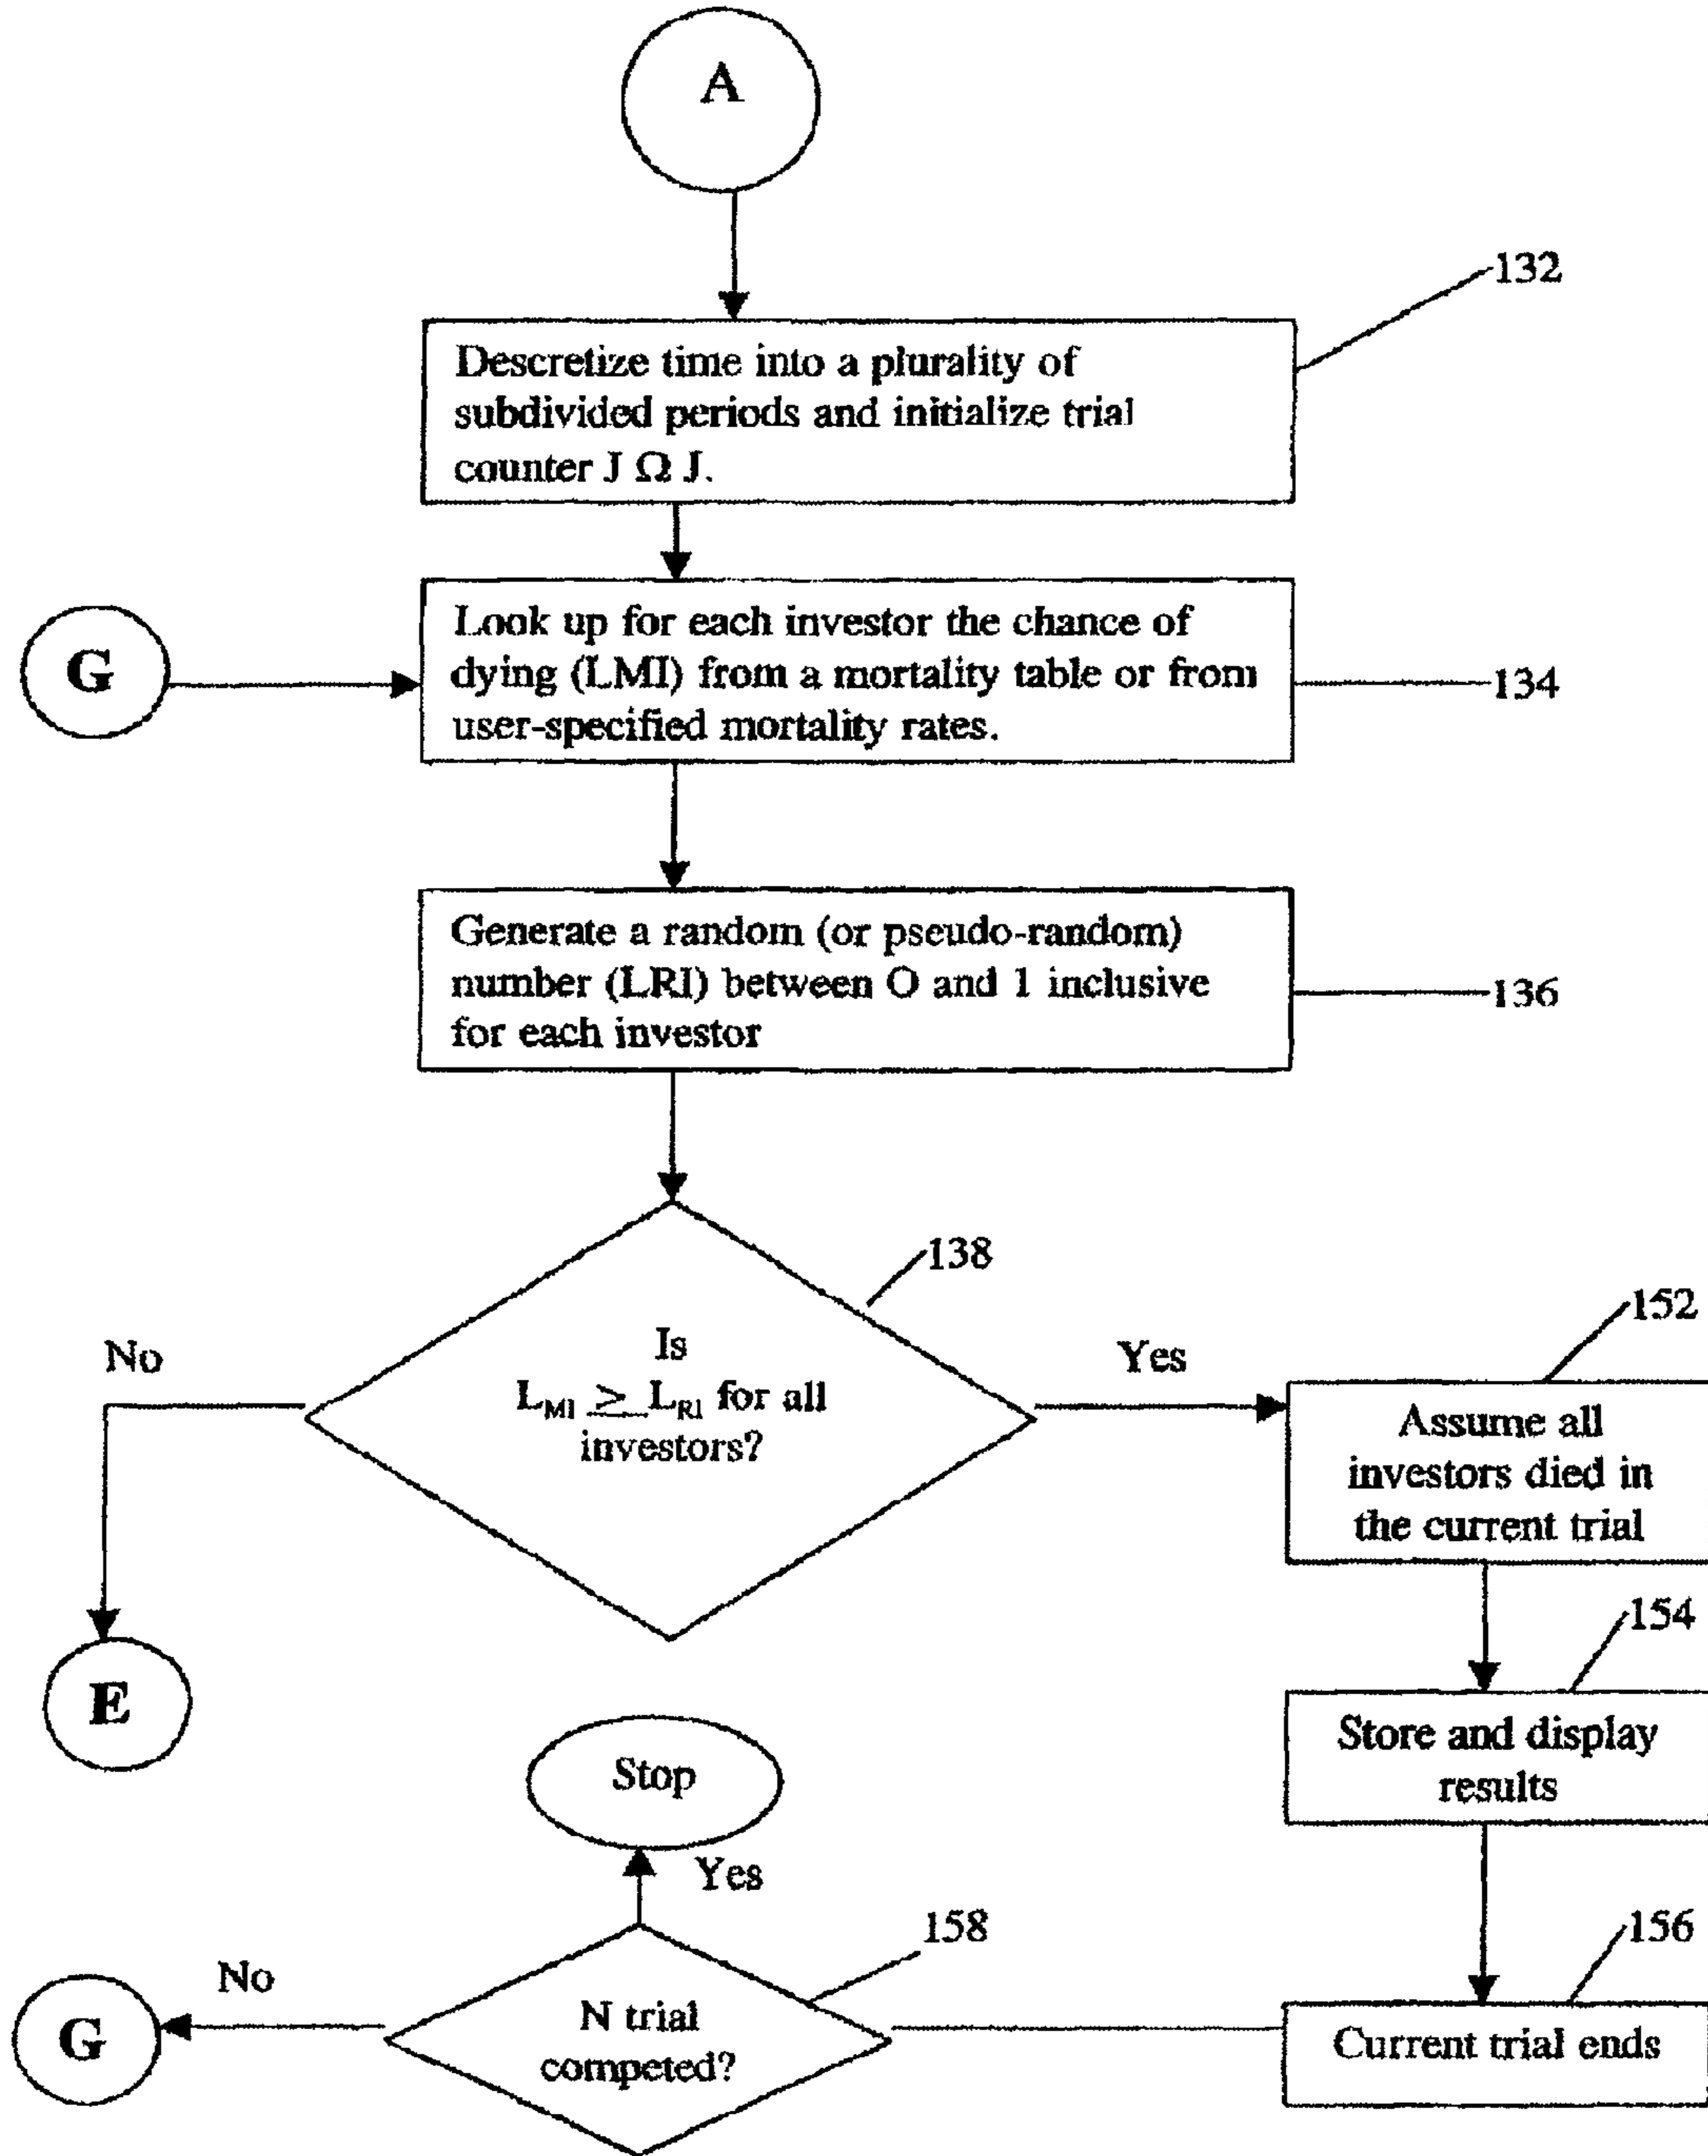 A
132
Descretize time into a plurality of
subdivided periods and initialize trial
counter J Ω J.
G
Look up for each investor the chance of
dying (LMI) from a mortality table or from
user-specified mortality rates.
134
Generate a random (or pseudo-random)
number (LRI) between O and 1 inclusive
for each investor
136
138
Is
L_MI ≥ L_RI for all
investors?
No
Yes
152
Assume all
investors died in
the current trial
E
154
Store and display
results
Stop
Yes
158
156
No
G
N trial
competed?
Current trial ends